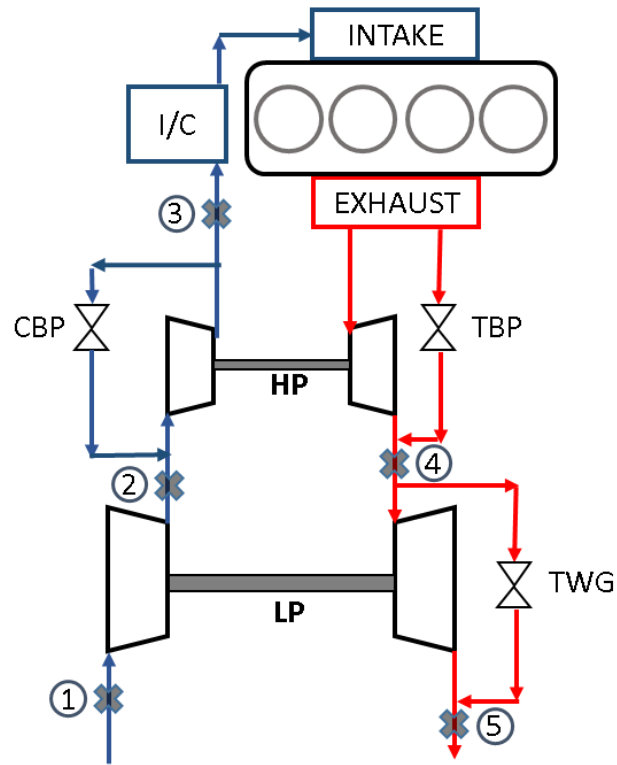 INTAKE
I/C
EXHAUST
③
CBP
TBP
HP
②
④
TWG
LP
①
⑤